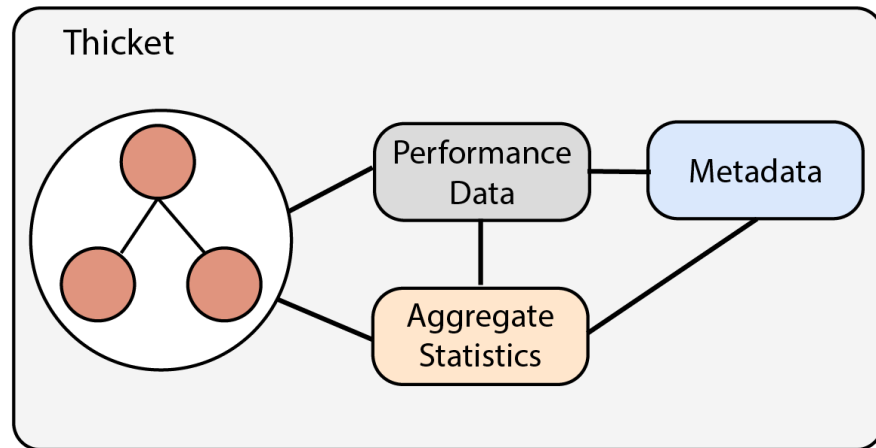 Thicket
Performance
Data
Metadata
Aggregate
Statistics